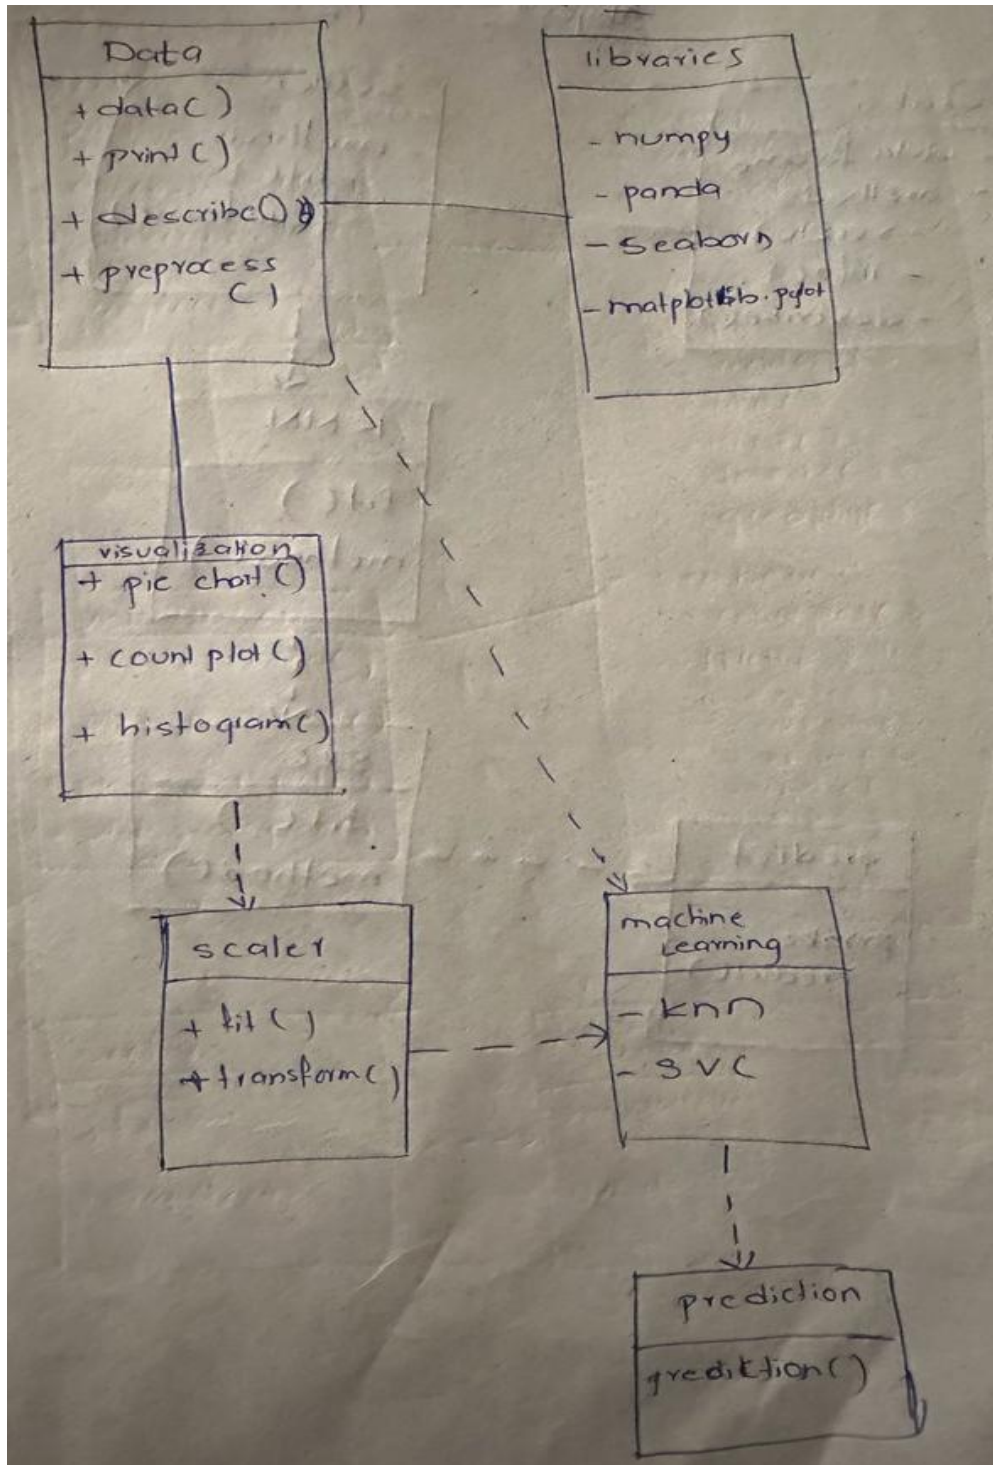 Data
+ data()
+ print()
+ describe()
+ preprocess
()
libraries
- numpy
- panda
- seaborn
- matplotlib.pyplot
visualization
+ pie chart()
+ count plot()
+ histogram()
scaler
+ fit()
+ transform()
machine
Learning
- knn
- SVC
prediction
prediktion()